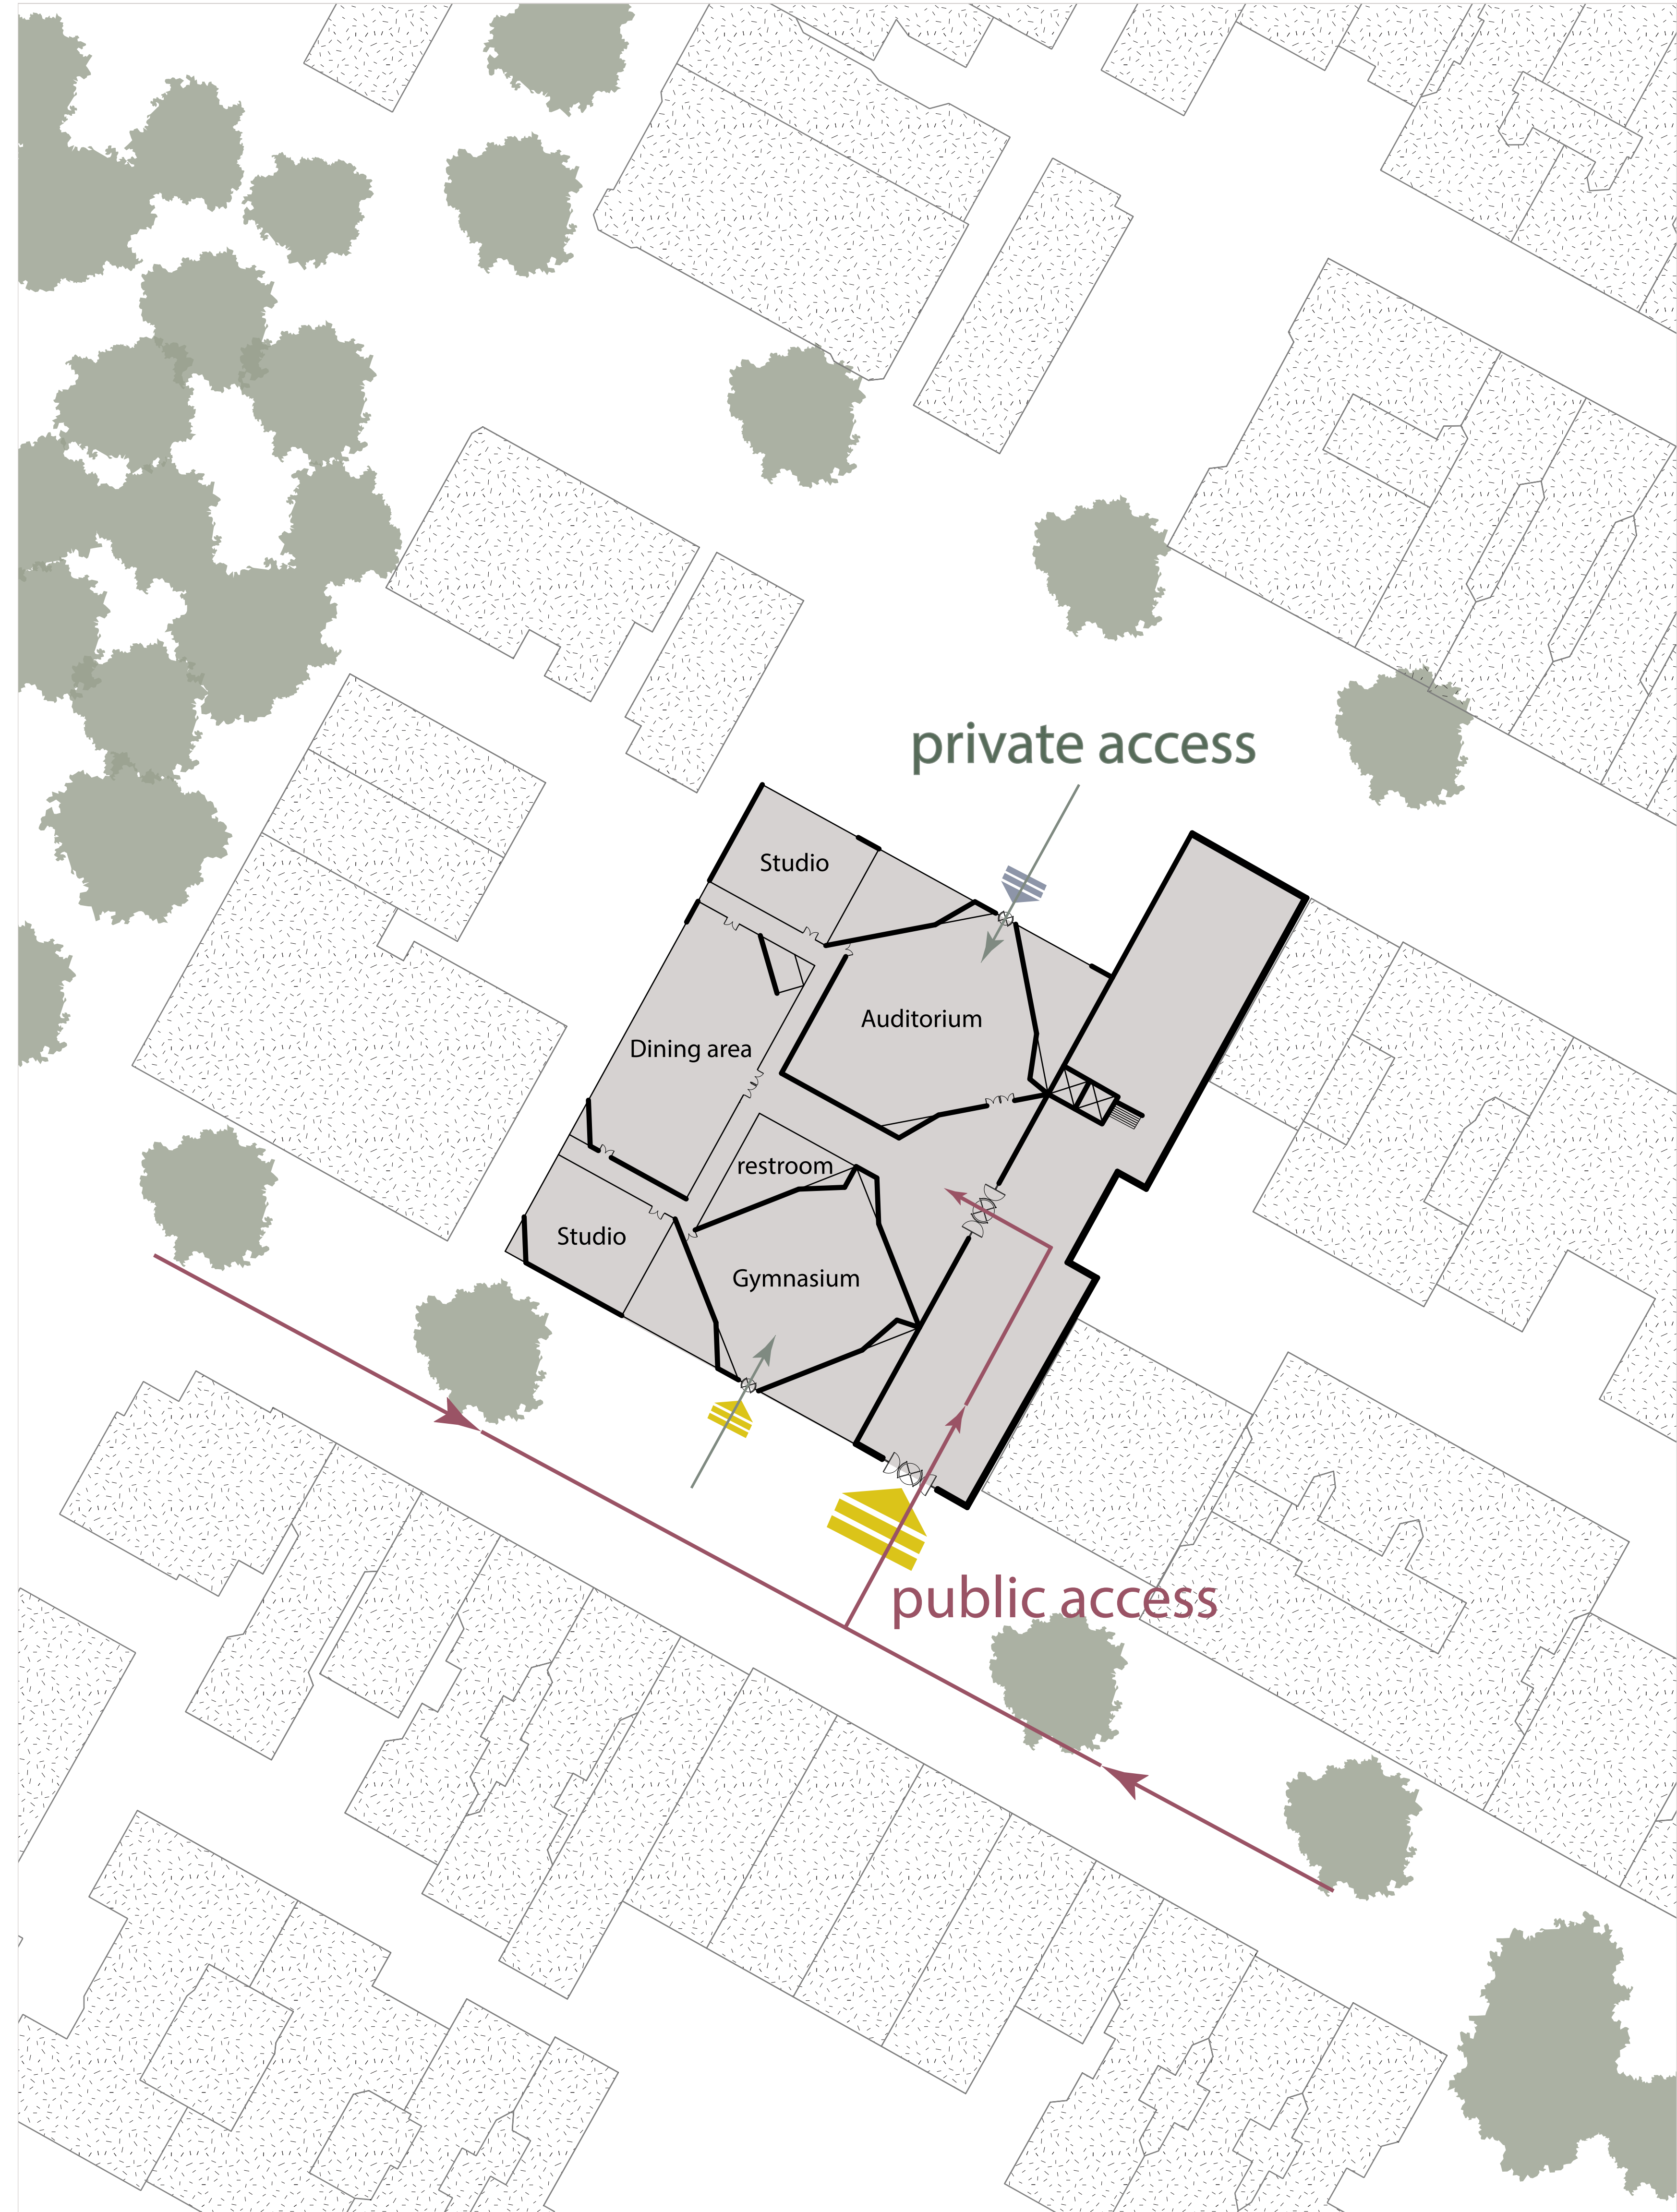 private access
Studio
Auditorium
Dining area
restroom
Studio
Gymnasium
public access